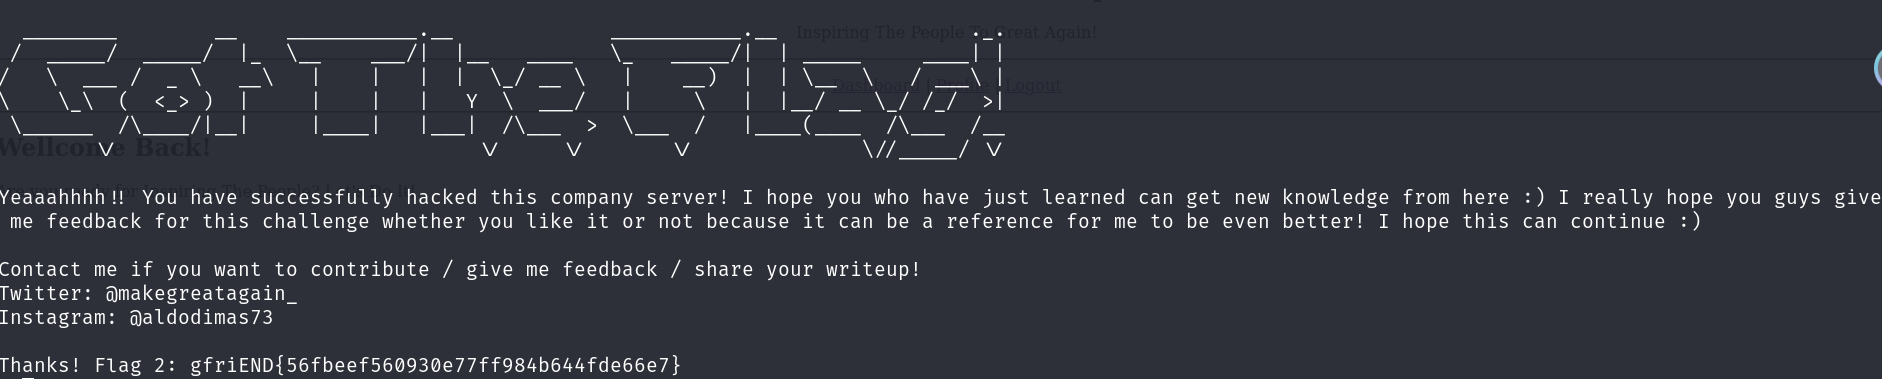 Inspiring The People To Great Again!
Got The Flag!
Dashboard | Profile | Logout
Wellcome Back!
Yeaaahhhh!! You have successfully hacked this company server! I hope you who have just learned can get new knowledge from here :) I really hope you guys give
me feedback for this challenge whether you like it or not because it can be a reference for me to be even better! I hope this can continue :)
Contact me if you want to contribute / give me feedback / share your writeup!
Twitter: @makegreatagain_
Instagram: @aldodimas73
Thanks! Flag 2: gfriEND{56fbeef560930e77ff984b644fde66e7}